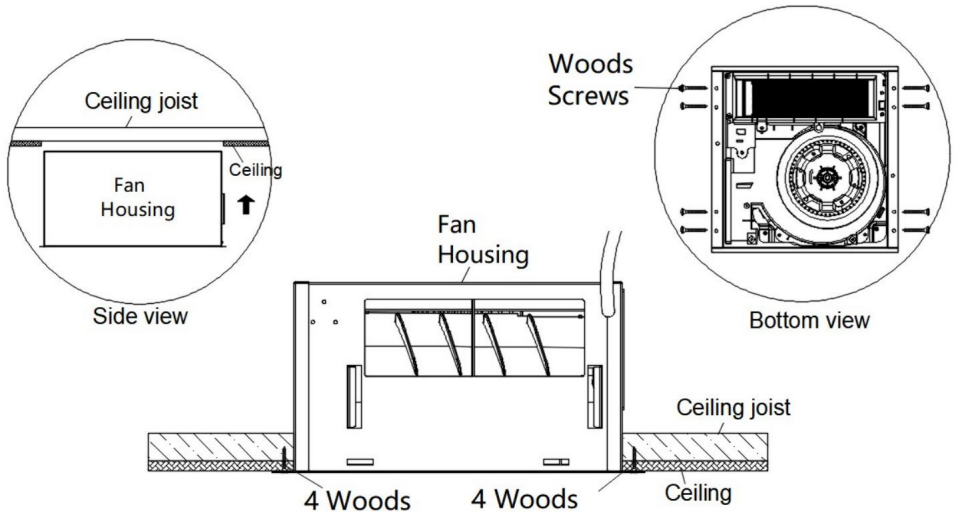 Ceiling joist
Ceiling
Fan
Housing
Side view
Woods
Screws
Bottom view
Fan
Housing
Ceiling joist
Ceiling
4 Woods
4 Woods